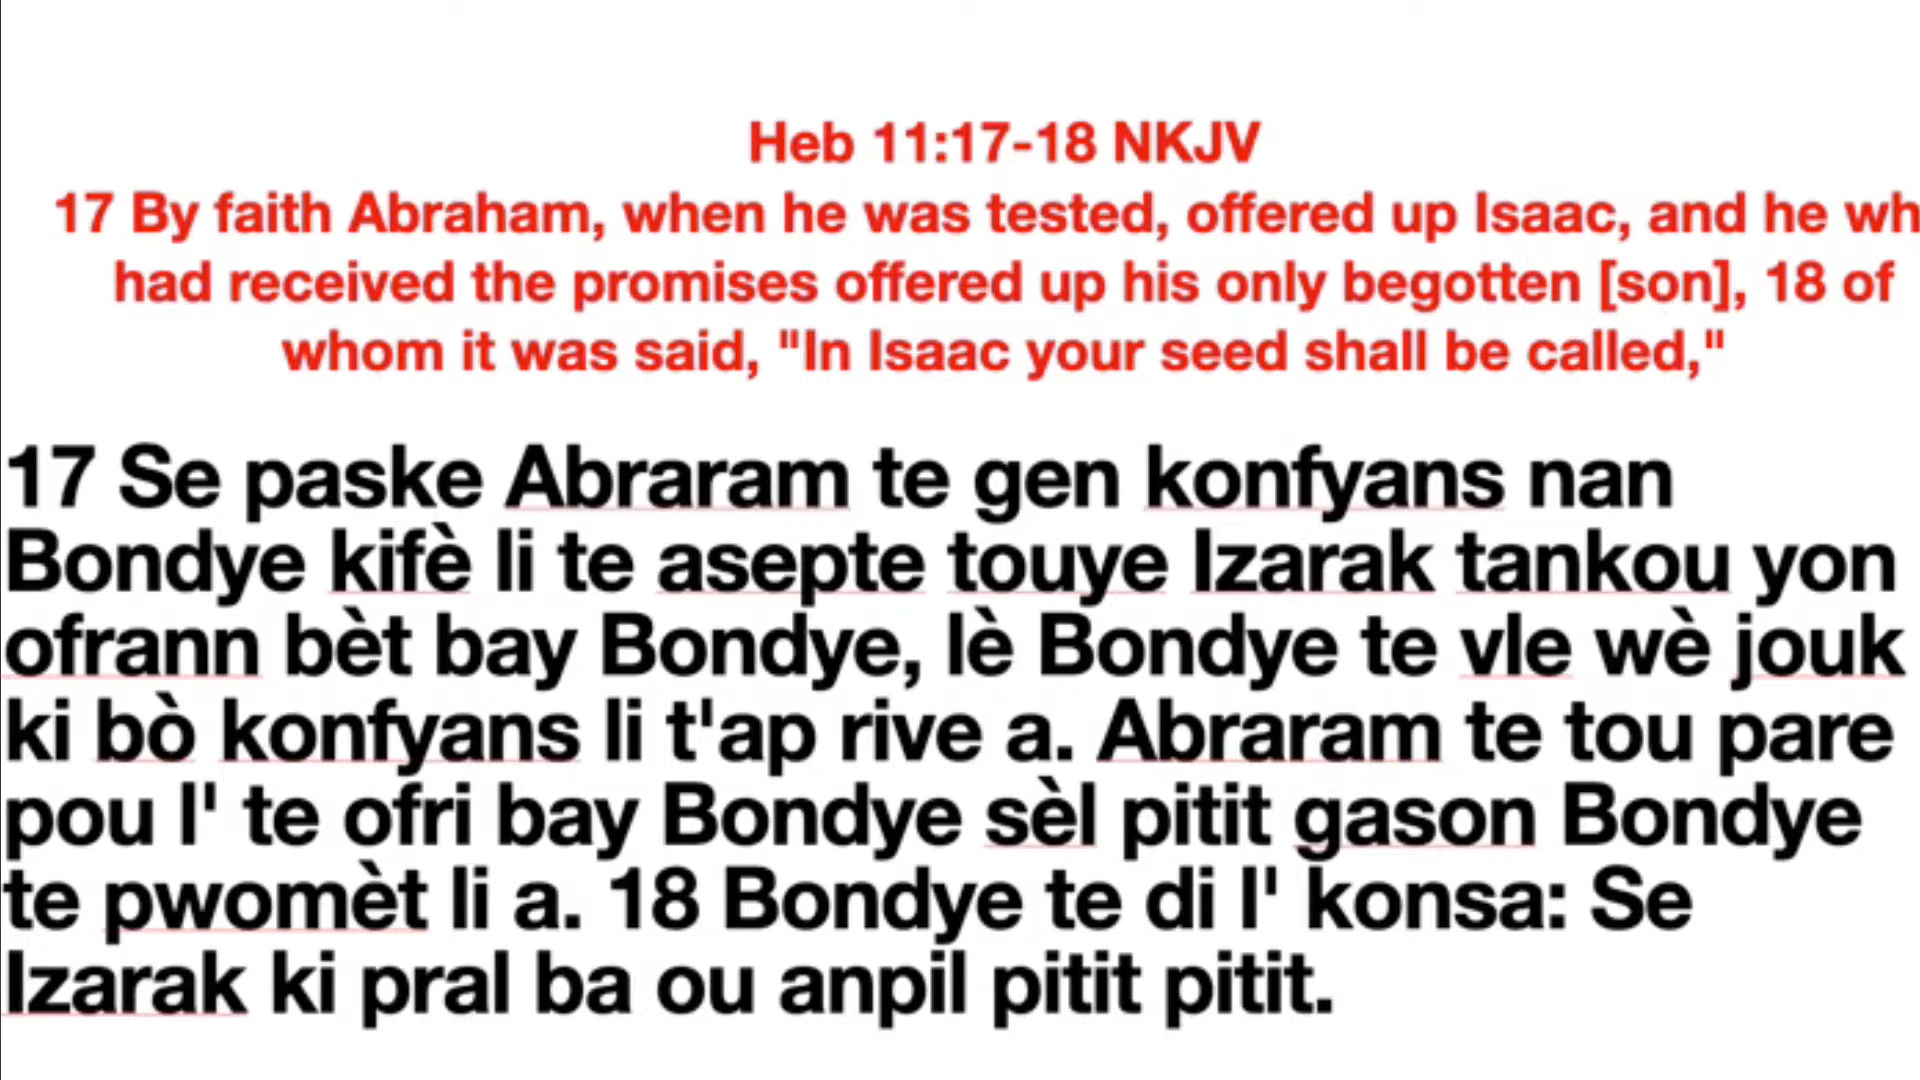 Heb 11:17-18 NKJV
17 By faith Abraham, when he was tested, offered up Isaac, and he wh
had received the promises offered up his only begotten [son], 18 of
whom it was said, "In Isaac your seed shall be called,"
17 Se paske Abraram te gen konfyans nan
Bondye kifè li te asepte touye Izarak tankou yon
ofrann bèt bay Bondye, lè Bondye te vle wè jouk
ki bò konfyans li t'ap rive a. Abraram te tou pare
pou l' te ofri bay Bondye sèl pitit gason Bondye
te pwomèt li a. 18 Bondye te di l' konsa: Se
Izarak ki pral ba ou anpil pitit pitit.